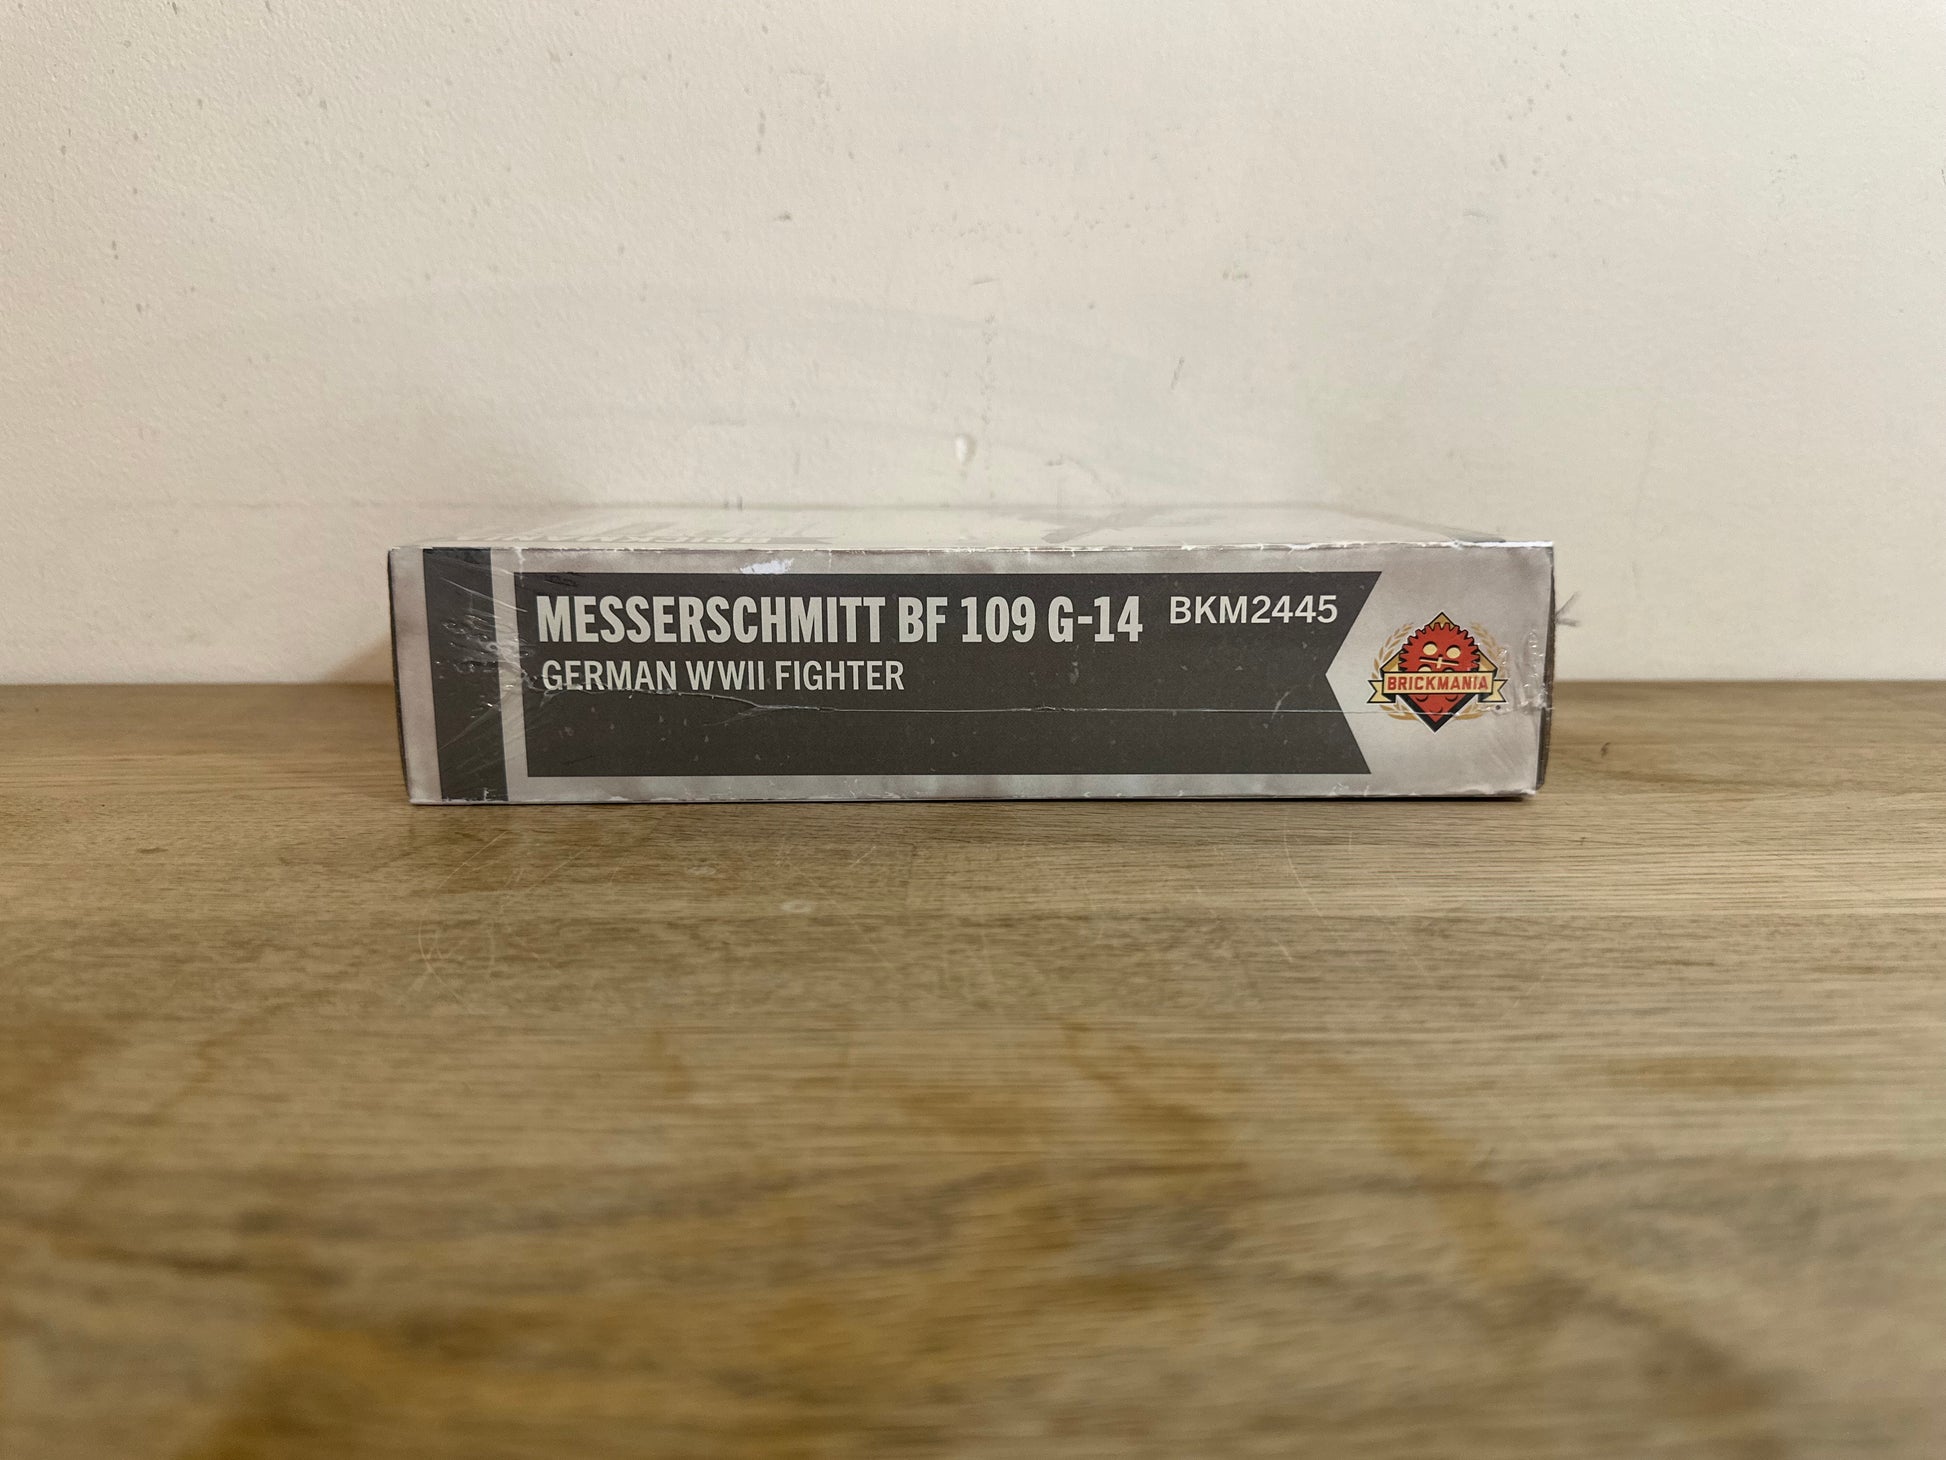 MESSERSCHMITT BF 109 G-14 BKM2445
GERMAN WWII FIGHTER
BRICKMANIA